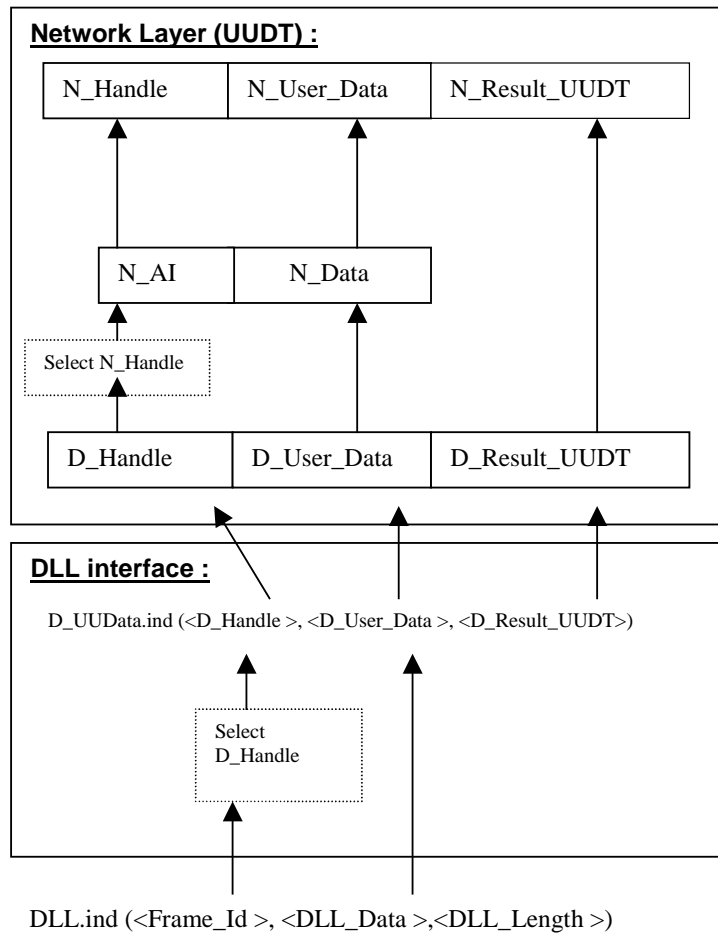 Network Layer (UUDT) :
N_Handle N_User_Data N_Result_UUDT
N_AI N_Data
Select N_Handle
D_Handle D_User_Data D_Result_UUDT
DLL interface :
D_UUData.ind (<D_Handle >, <D_User_Data >, <D_Result_UUDT>)
Select
D_Handle
DLL.ind (<Frame_Id >, <DLL_Data >,<DLL_Length >)